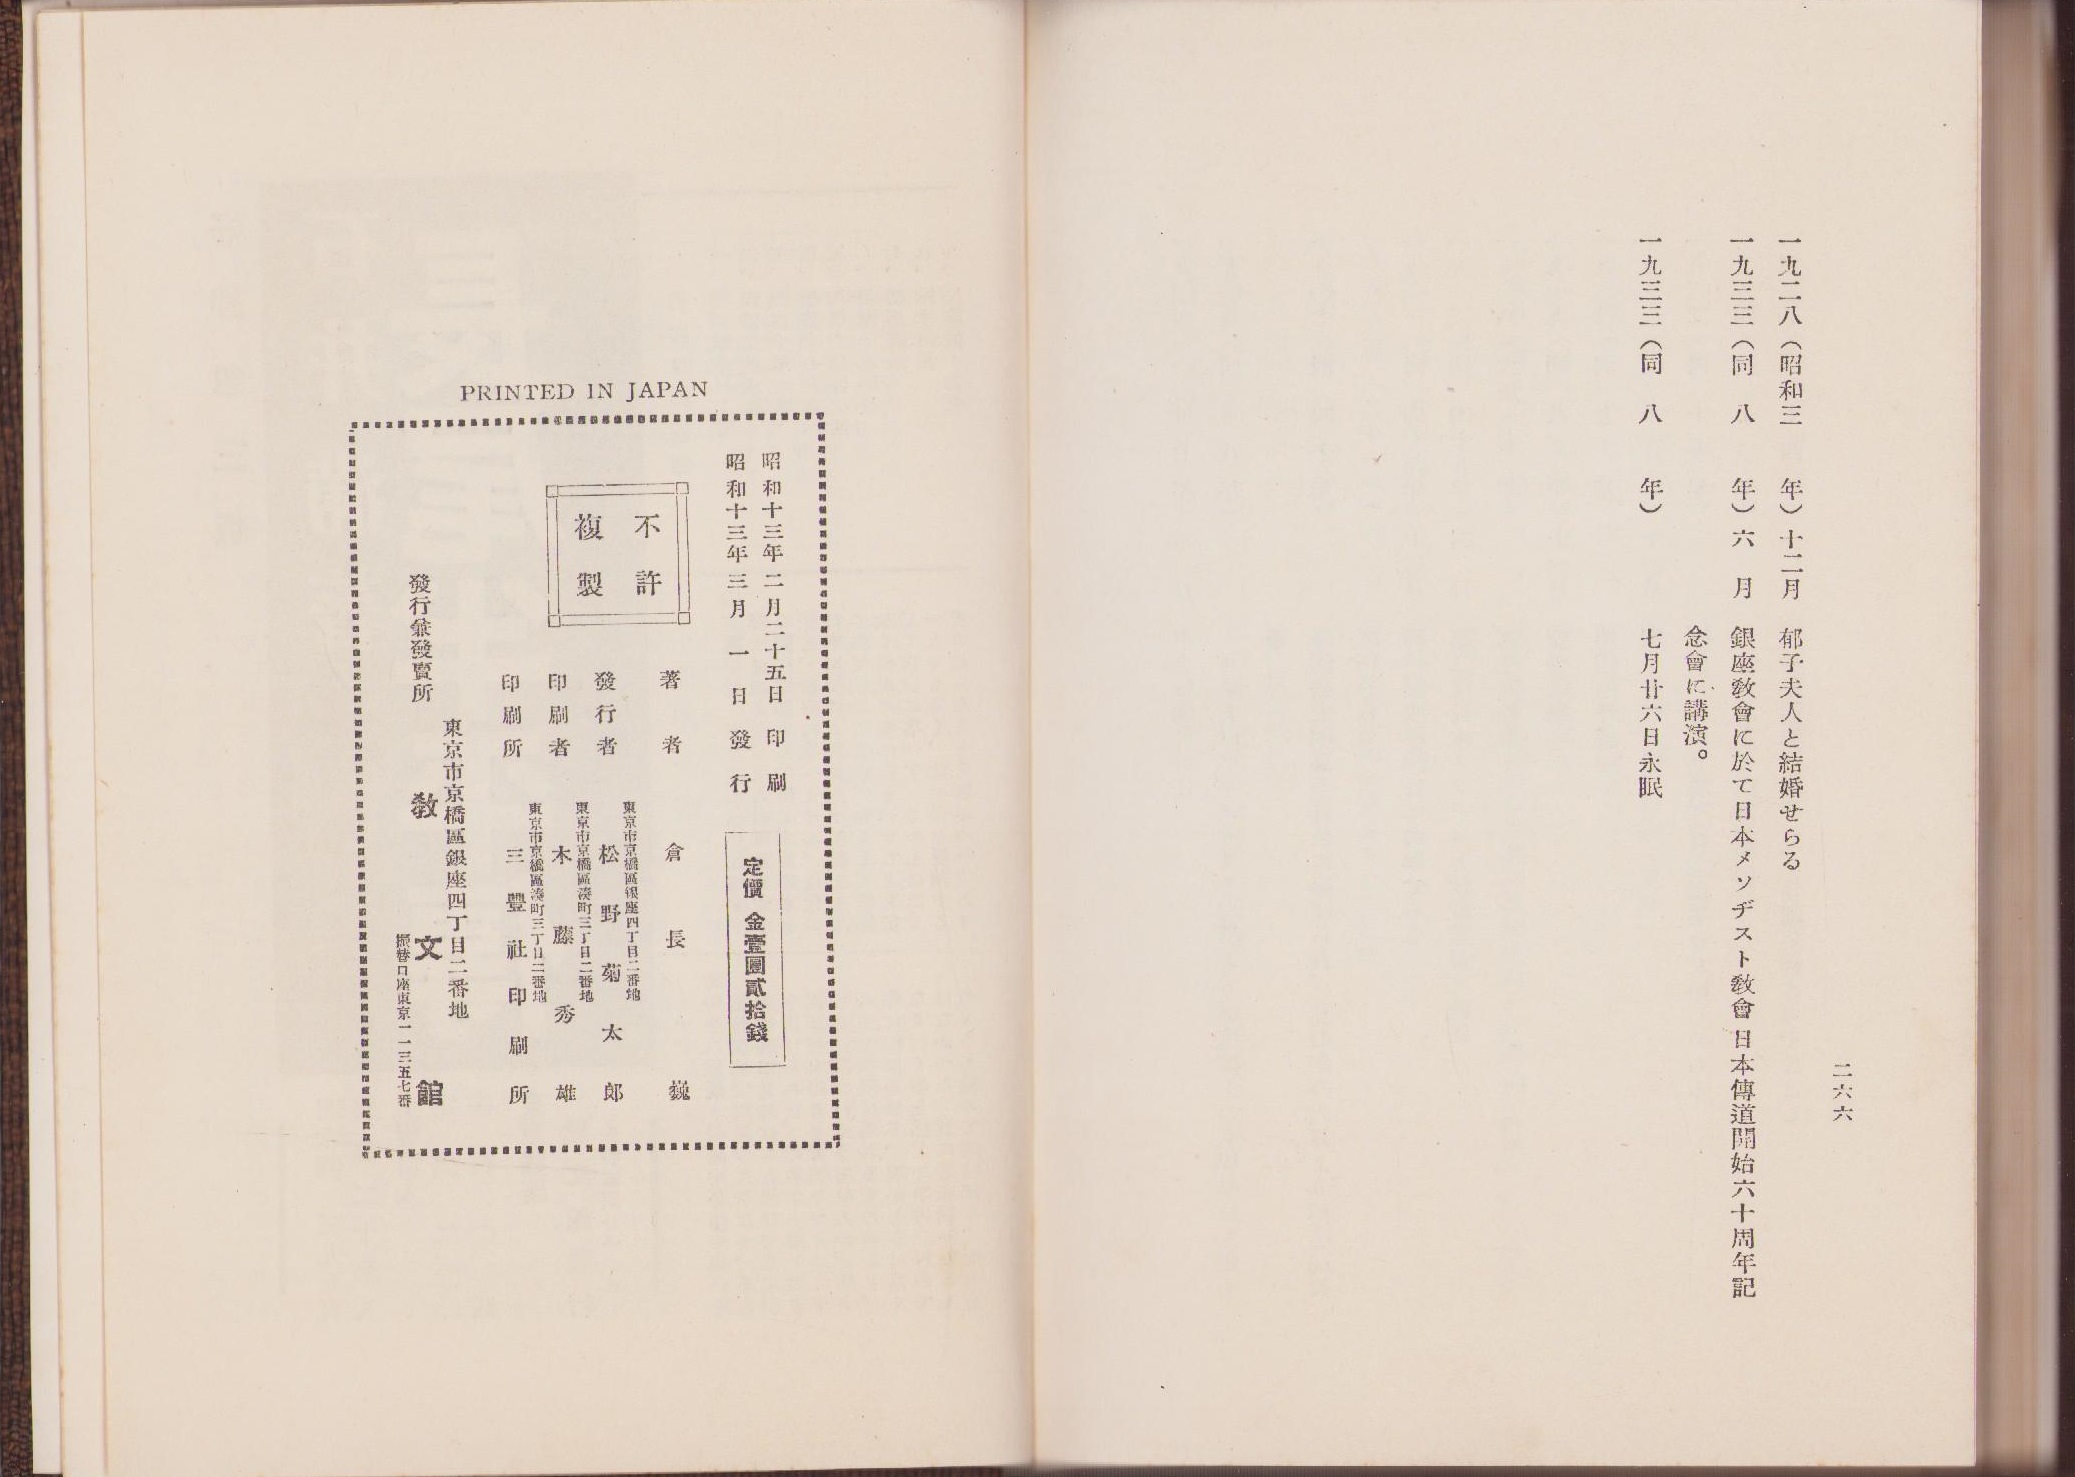 二六六
一九二八（昭和三　年）十二月　郁子夫人と結婚せらる
一九三三（同　八　年）六　月　銀座教會に於て日本メソヂスト教會日本傳道開始六十周年記
念會に講演。
一九三三（同　八　年）　七月廿六日永眠
PRINTED IN JAPAN
昭和十三年二月二十五日　印　刷
昭和十三年三月　一　日　發　行
定價　金壹圓貳拾錢
不許
複製
著　者　倉　長　巍
東京市京橋區銀座四丁目二番地
發行者　松野菊太郎
東京市京橋區湊町三丁目二番地
印刷者　木藤秀雄
東京市京橋區湊町三丁目二番地
印刷所　三豐社印刷所
東京市京橋區銀座四丁目二番地
發行兼發賣所　教文館
振替口座東京一一三五七番